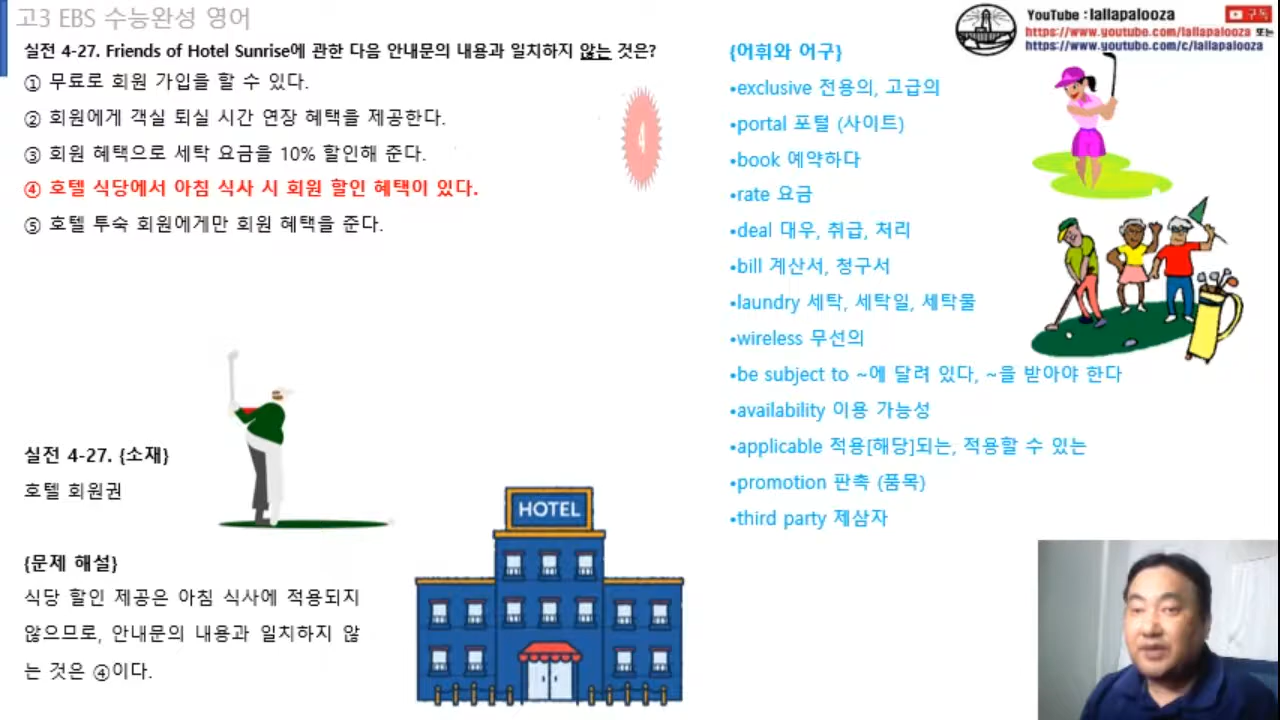 고3 EBS 수능완성 영어
실전 4-27. Friends of Hotel Sunrise에 관한 다음 안내문의 내용과 일치하지 않는 것은?
① 무료로 회원 가입을 할 수 있다.
② 회원에게 객실 퇴실 시간 연장 혜택을 제공한다.
③ 회원 혜택으로 세탁 요금을 10% 할인해 준다.
④ 호텔 식당에서 아침 식사 시 회원 할인 혜택이 있다.
⑤ 호텔 투숙 회원에게만 회원 혜택을 준다.
4
실전 4-27. {소재}
호텔 회원권
{문제 해설}
식당 할인 제공은 아침 식사에 적용되지
않으므로, 안내문의 내용과 일치하지 않
는 것은 ④이다.
HOTEL
{어휘와 어구}
•exclusive 전용의, 고급의
•portal 포털 (사이트)
•book 예약하다
•rate 요금
•deal 대우, 취급, 처리
•bill 계산서, 청구서
•laundry 세탁, 세탁일, 세탁물
•wireless 무선의
•be subject to ~에 달려 있다, ~을 받아야 한다
•availability 이용 가능성
•applicable 적용[해당]되는, 적용할 수 있는
•promotion 판촉 (품목)
•third party 제삼자
YouTube : lallapalooza
구독
https://www.youtube.com/lallapalooza 또는
https://www.youtube.com/c/lallapalooza